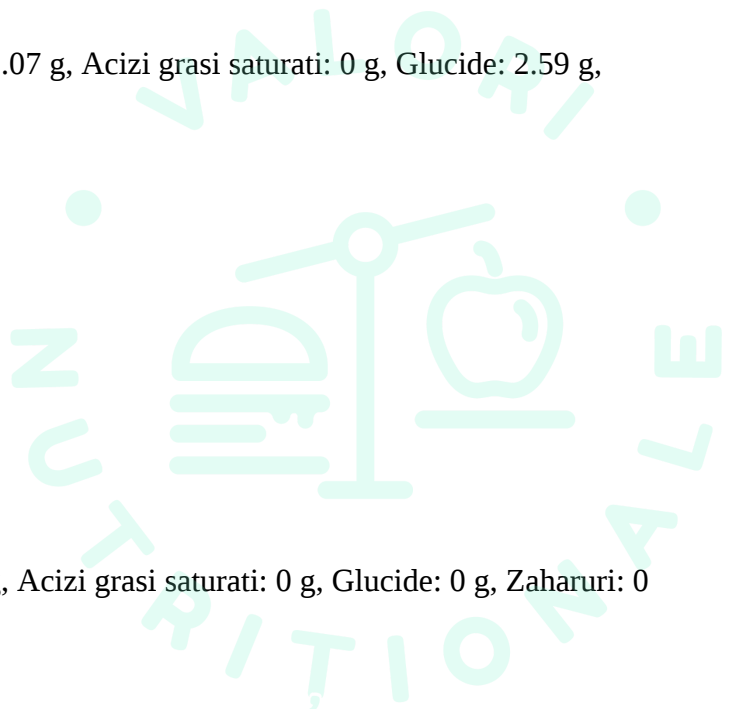 VALORI
.07 g, Acizi grasi saturati: 0 g, Glucide: 2.59 g,
NUTRITIONALE
, Acizi grasi saturati: 0 g, Glucide: 0 g, Zaharuri: 0